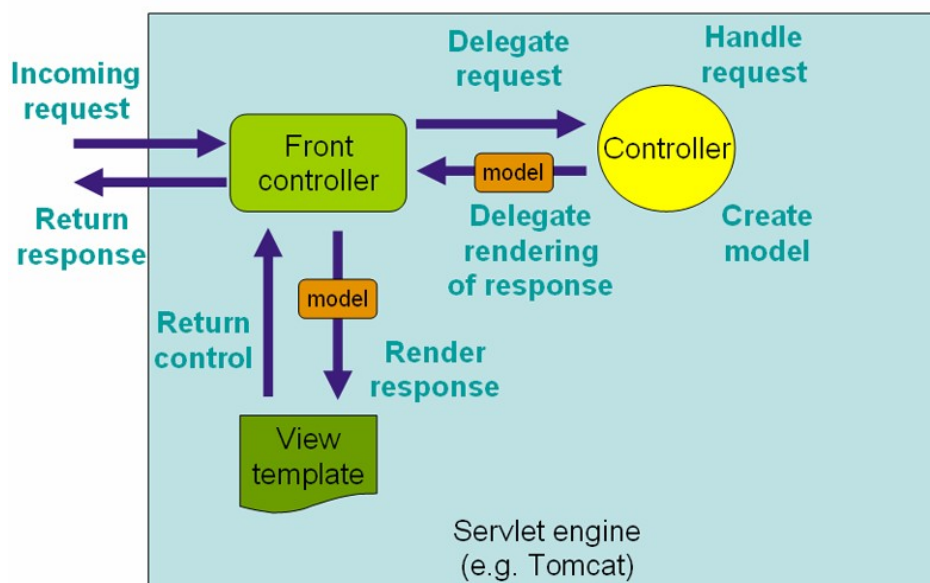 Incoming
request
Return
response
Front
controller
Delegate
request
Handle
request
Controller
model
Delegate
rendering
of response
Create
model
model
Return
control
Render
response
View
template
Servlet engine
(e.g. Tomcat)